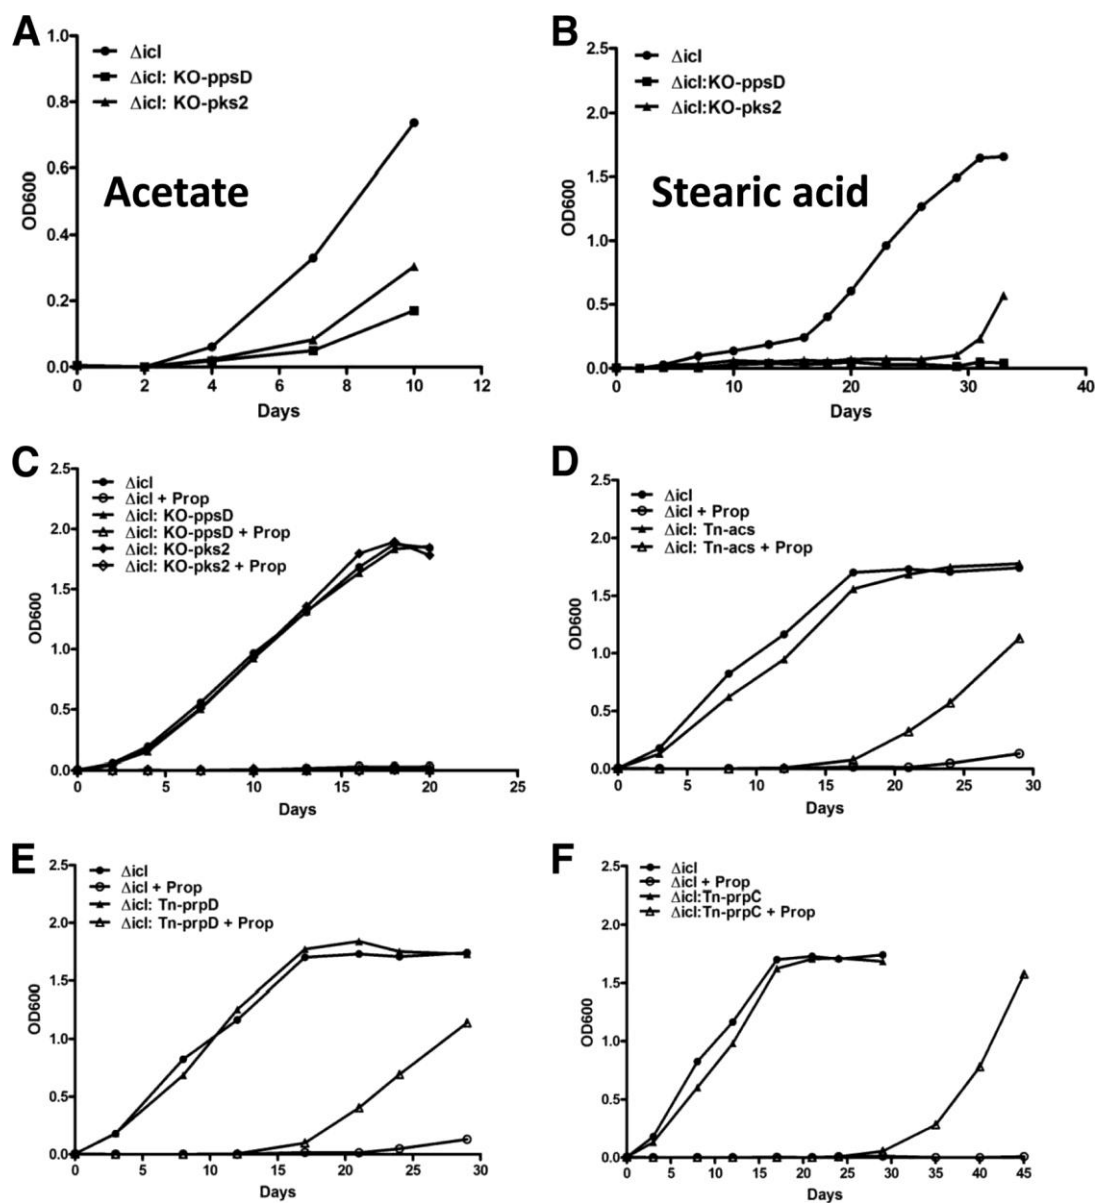 A
Δicl
Δicl: KO-ppsD
Δicl: KO-pks2
Acetate
OD600
1.0
0.8
0.6
0.4
0.2
0.0
0 2 4 6 8 10 12
Days
B
Δicl
Δicl:KO-ppsD
Δicl:KO-pks2
Stearic acid
OD600
2.5
2.0
1.5
1.0
0.5
0.0
0 10 20 30 40
Days
C
Δicl
Δicl + Prop
Δicl: KO-ppsD
Δicl: KO-ppsD + Prop
Δicl: KO-pks2
Δicl: KO-pks2 + Prop
OD600
2.5
2.0
1.5
1.0
0.5
0.0
0 5 10 15 20 25
Days
D
Δicl
Δicl + Prop
Δicl: Tn-acs
Δicl: Tn-acs + Prop
OD600
2.5
2.0
1.5
1.0
0.5
0.0
0 5 10 15 20 25 30
Days
E
Δicl
Δicl + Prop
Δicl: Tn-prpD
Δicl: Tn-prpD + Prop
OD600
2.5
2.0
1.5
1.0
0.5
0.0
0 5 10 15 20 25 30
Days
F
Δicl
Δicl + Prop
Δicl:Tn-prpC
Δicl:Tn-prpC + Prop
OD600
2.5
2.0
1.5
1.0
0.5
0.0
0 5 10 15 20 25 30 35 40 45
Days